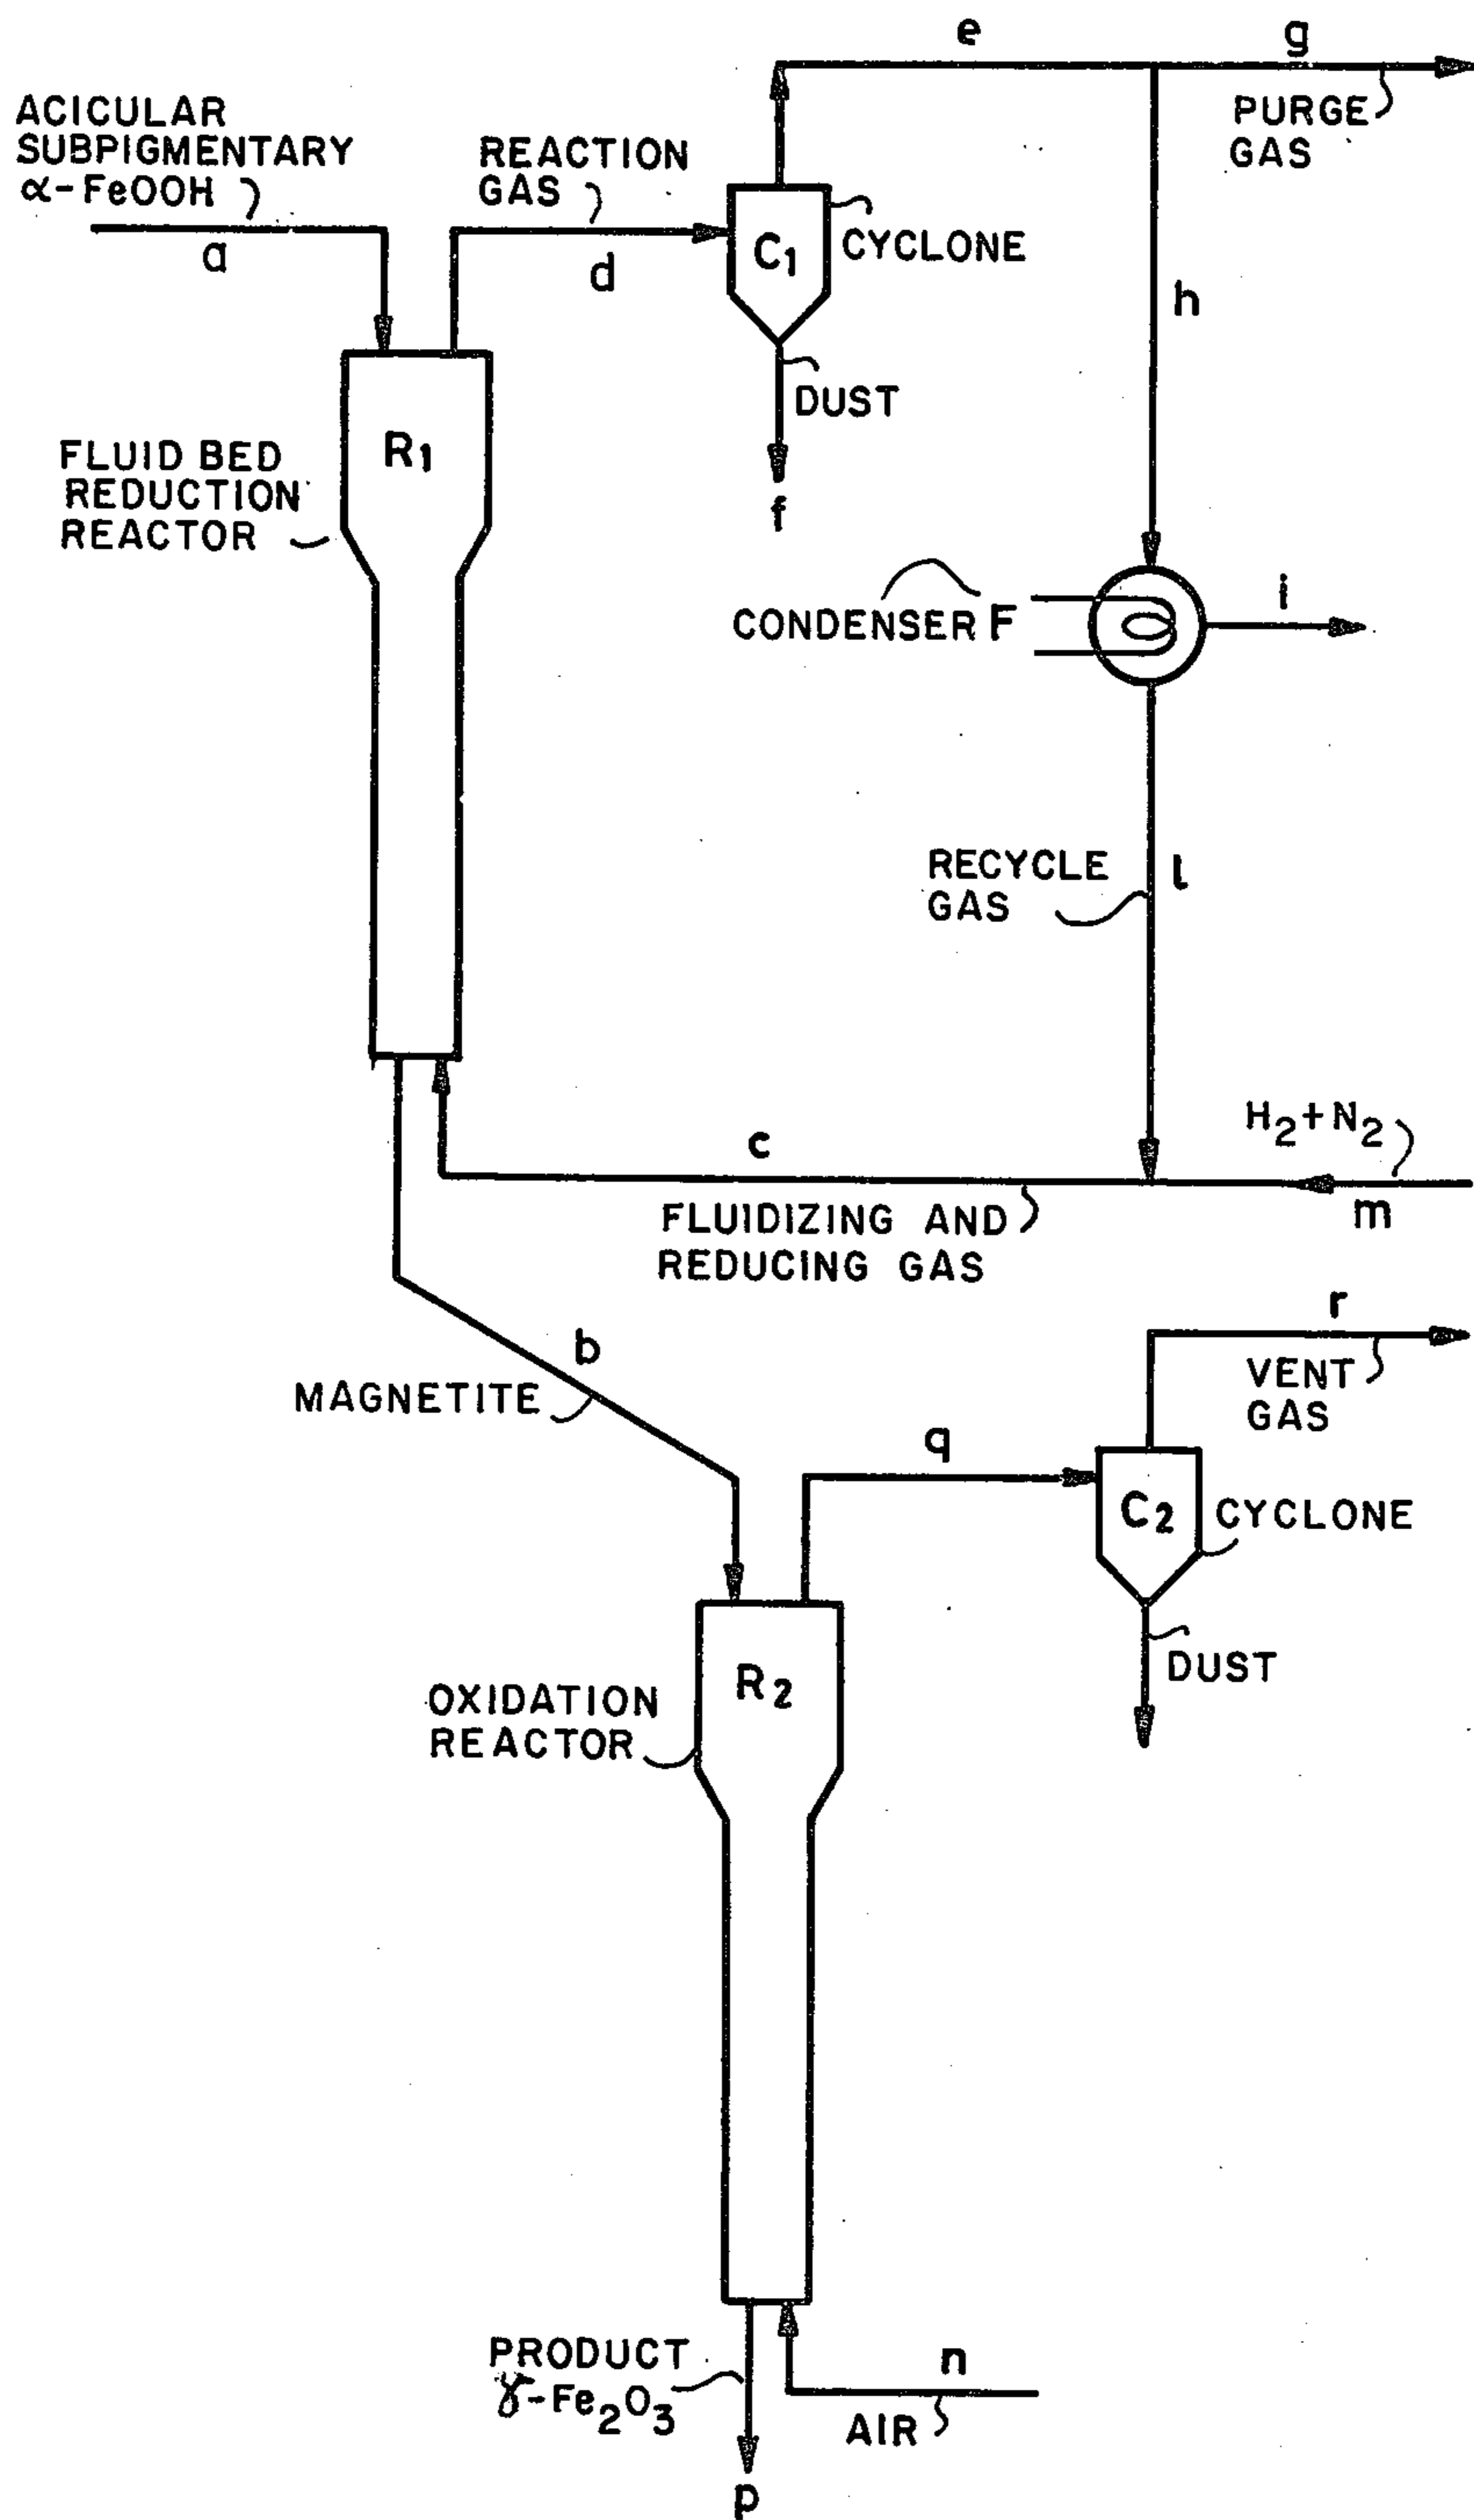 e
g
PURGE
GAS
ACICULAR
SUBPIGMENTARY
α-FeOOH
a
REACTION
GAS
d
C1
CYCLONE
h
DUST
f
R1
FLUID BED
REDUCTION
REACTOR
CONDENSER F
i
RECYCLE
GAS
l
H2+N2
m
c
FLUIDIZING AND
REDUCING GAS
b
MAGNETITE
r
VENT
GAS
q
C2
CYCLONE
DUST
R2
OXIDATION
REACTOR
PRODUCT
γ-Fe2O3
n
AIR
p